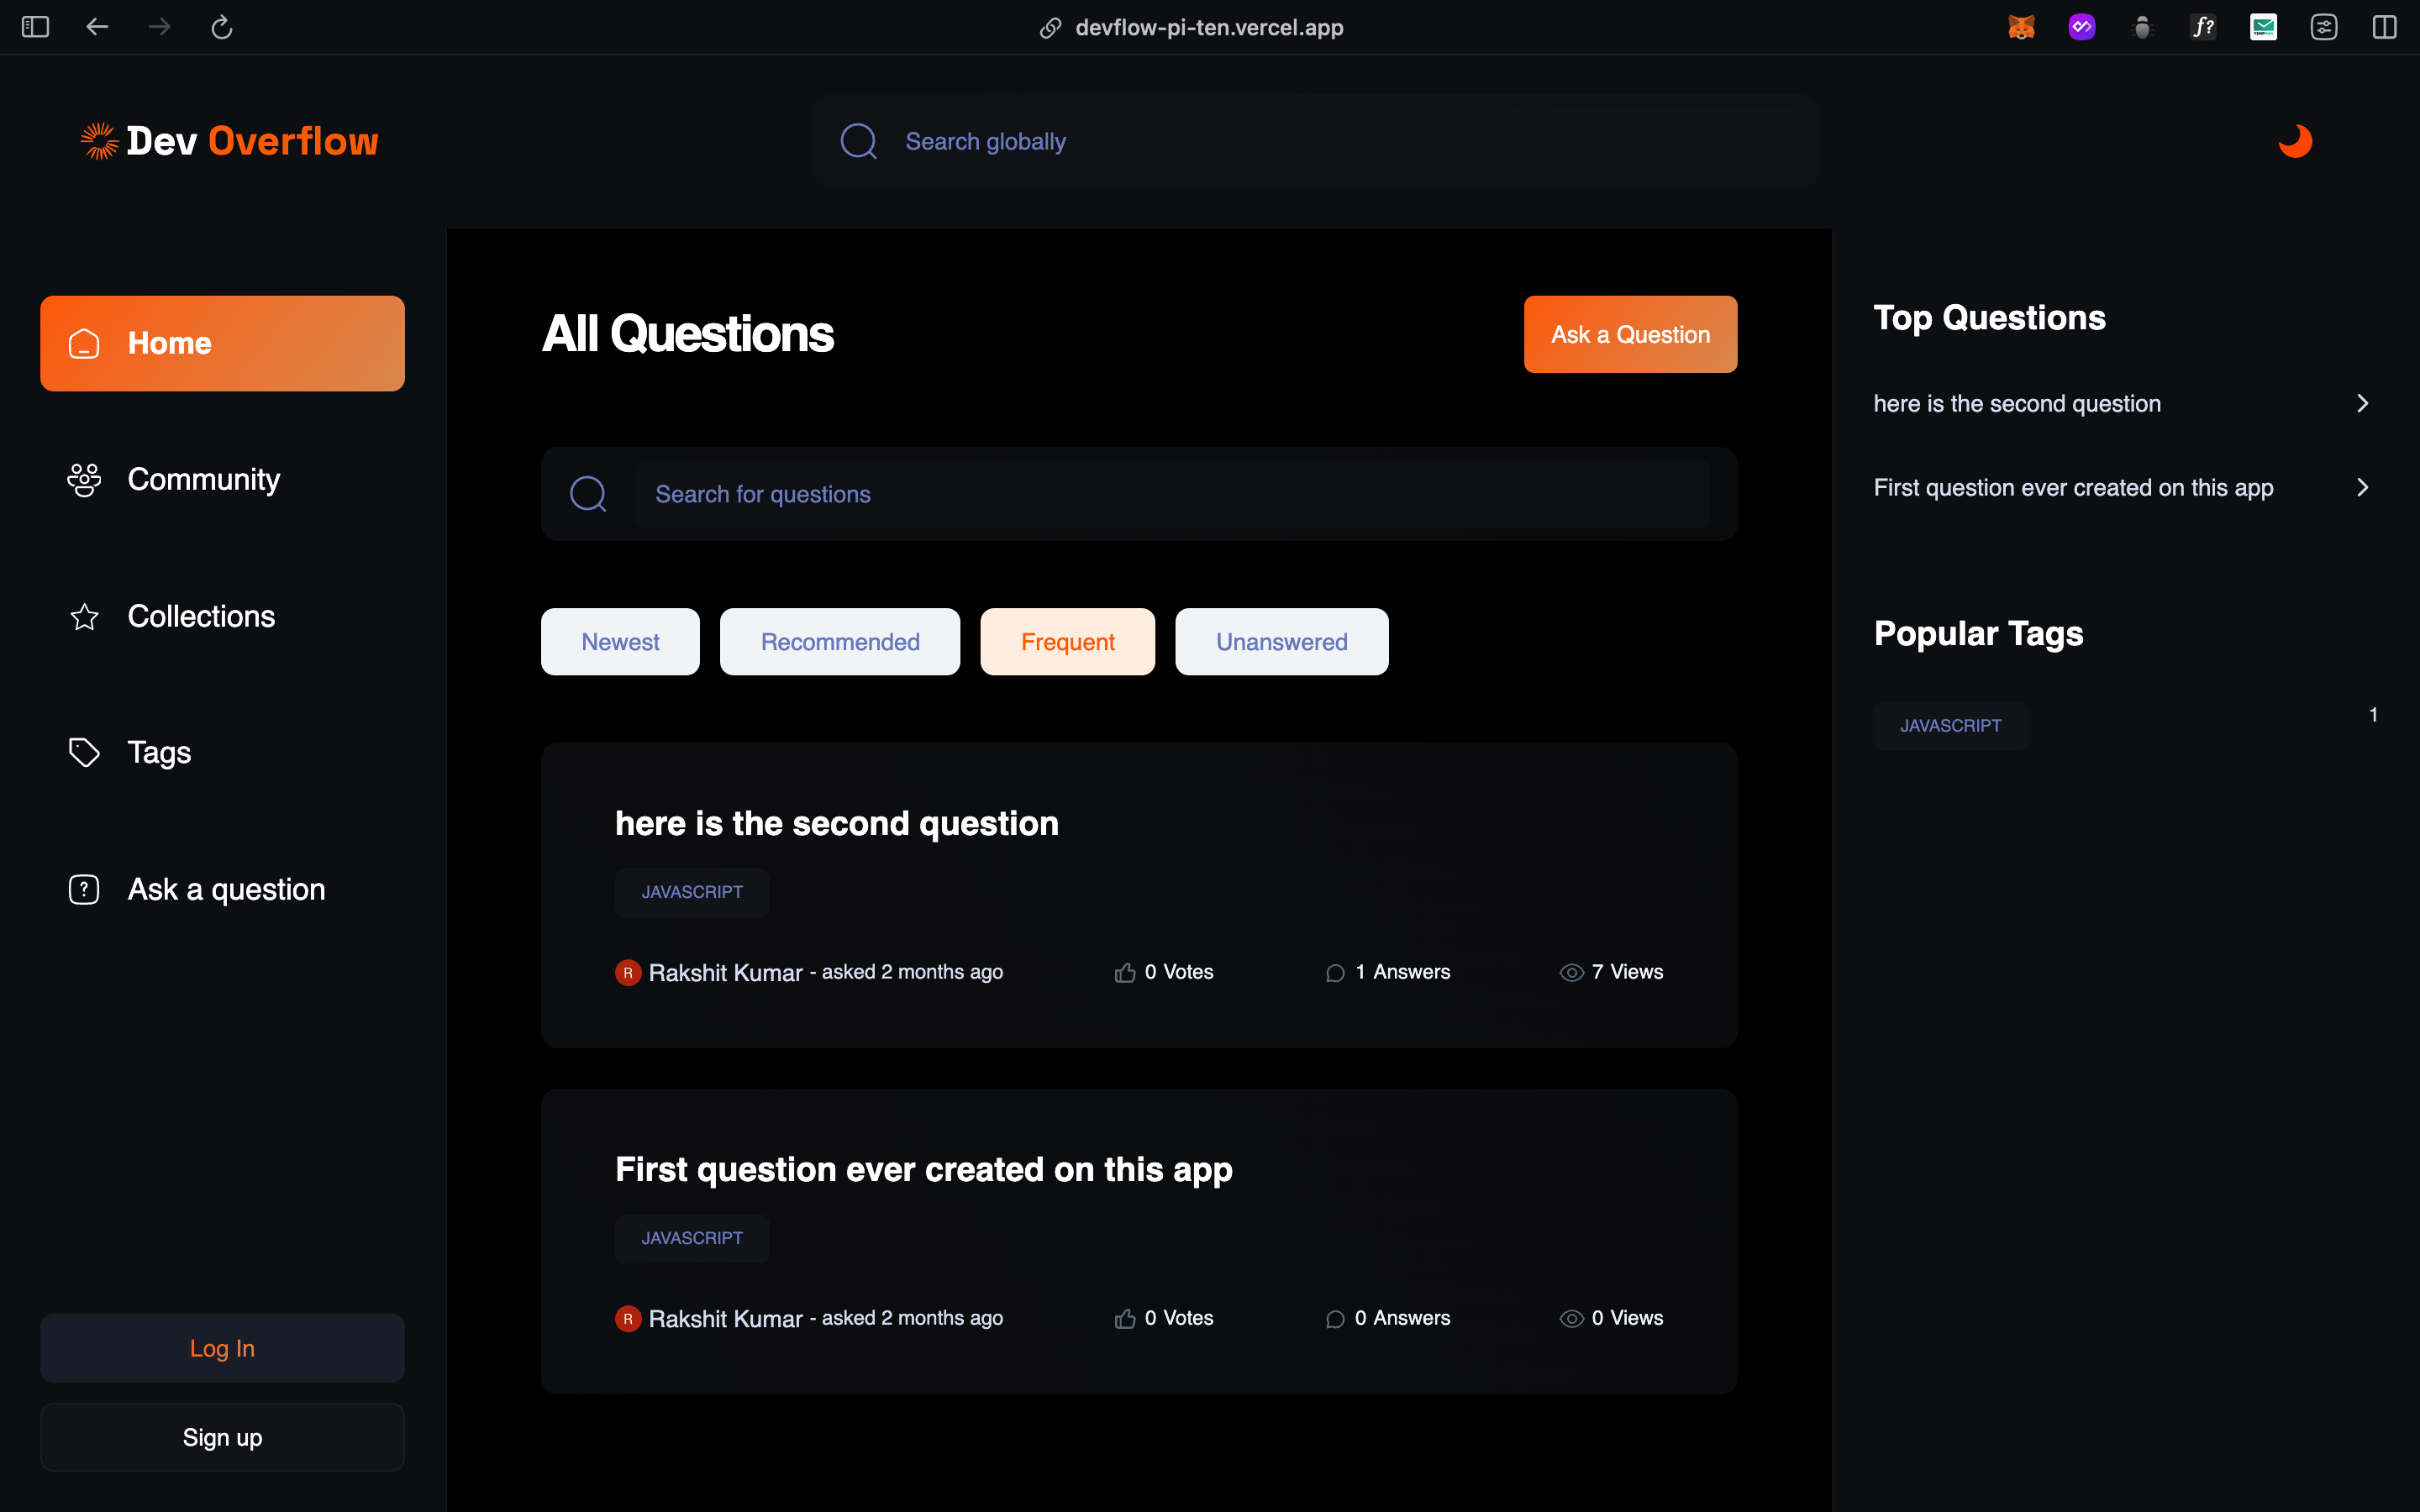 devflow-pi-ten.vercel.app
f?
Dev Overflow
Search globally
Home
Community
Collections
Tags
? Ask a question
Log In
Sign up
All Questions
Ask a Question
Search for questions
Newest Recommended Frequent Unanswered
here is the second question
JAVASCRIPT
R Rakshit Kumar - asked 2 months ago 0 Votes 1 Answers 7 Views
First question ever created on this app
JAVASCRIPT
R Rakshit Kumar - asked 2 months ago 0 Votes 0 Answers 0 Views
Top Questions
here is the second question
First question ever created on this app
Popular Tags
JAVASCRIPT 1